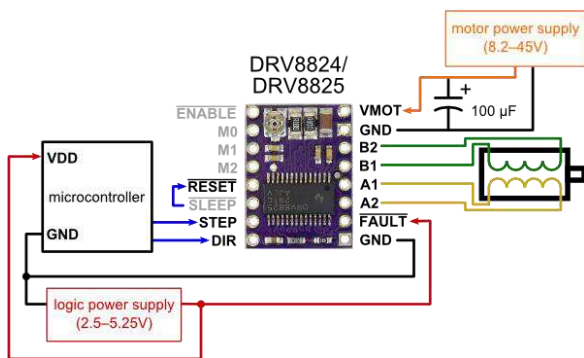 motor power supply
(8.2–45V)
DRV8824/
DRV8825
+
100 µF
ENABLE
M0
M1
M2
RESET
SLEEP
STEP
DIR
VMOT
GND
B2
B1
A1
A2
FAULT
GND
VDD
microcontroller
GND
logic power supply
(2.5–5.25V)